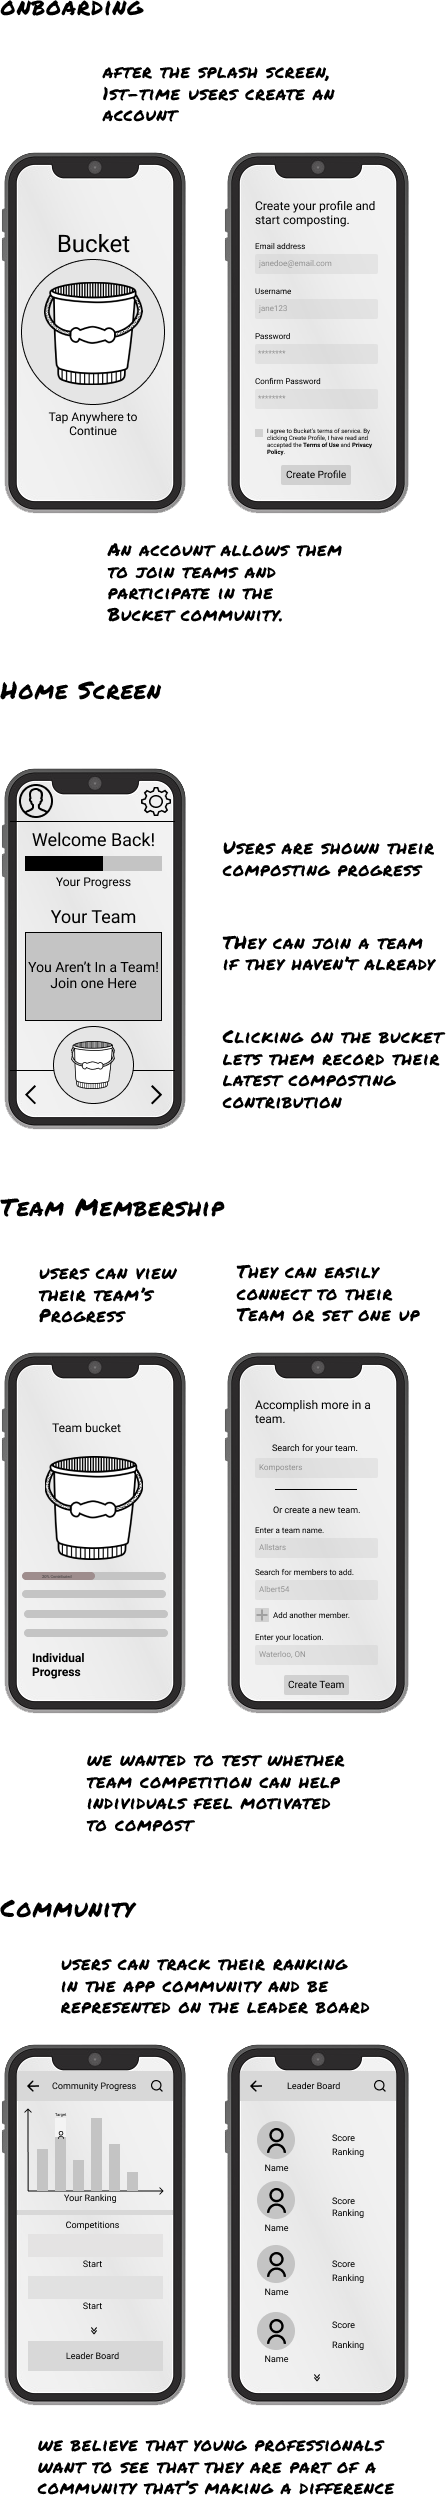 ONBOARDING
AFTER THE SPLASH SCREEN,
1ST-TIME USERS CREATE AN
ACCOUNT
Bucket
Tap Anywhere to
Continue
Create your profile and
start composting.
Email address
janedoe@email.com
Username
jane123
Password
********
Confirm Password
********
I agree to Bucket's terms of service. By
clicking Create Profile, I have read and
accepted the Terms of Use and Privacy
Policy.
Create Profile
AN ACCOUNT ALLOWS THEM
TO JOIN TEAMS AND
PARTICIPATE IN THE
BUCKET COMMUNITY.
HOME SCREEN
Welcome Back!
Your Progress
Your Team
You Aren't In a Team!
Join one Here
USERS ARE SHOWN THEIR
COMPOSTING PROGRESS
THEY CAN JOIN A TEAM
IF THEY HAVEN'T ALREADY
CLICKING ON THE BUCKET
LETS THEM RECORD THEIR
LATEST COMPOSTING
CONTRIBUTION
TEAM MEMBERSHIP
USERS CAN VIEW
THEIR TEAM'S
PROGRESS
THEY CAN EASILY
CONNECT TO THEIR
TEAM OR SET ONE UP
Team bucket
Individual
Progress
Accomplish more in a
team.
Search for your team.
Komposters
Or create a new team.
Enter a team name.
Allstars
Search for members to add.
Albert54
Add another member.
Enter your location.
Waterloo, ON
Create Team
WE WANTED TO TEST WHETHER
TEAM COMPETITION CAN HELP
INDIVIDUALS FEEL MOTIVATED
TO COMPOST
COMMUNITY
USERS CAN TRACK THEIR RANKING
IN THE APP COMMUNITY AND BE
REPRESENTED ON THE LEADER BOARD
Community Progress
Target
Your Ranking
Competitions
Start
Start
Leader Board
Leader Board
Score
Ranking
Name
Score
Ranking
Name
Score
Ranking
Name
Score
Ranking
Name
WE BELIEVE THAT YOUNG PROFESSIONALS
WANT TO SEE THAT THEY ARE PART OF A
COMMUNITY THAT'S MAKING A DIFFERENCE